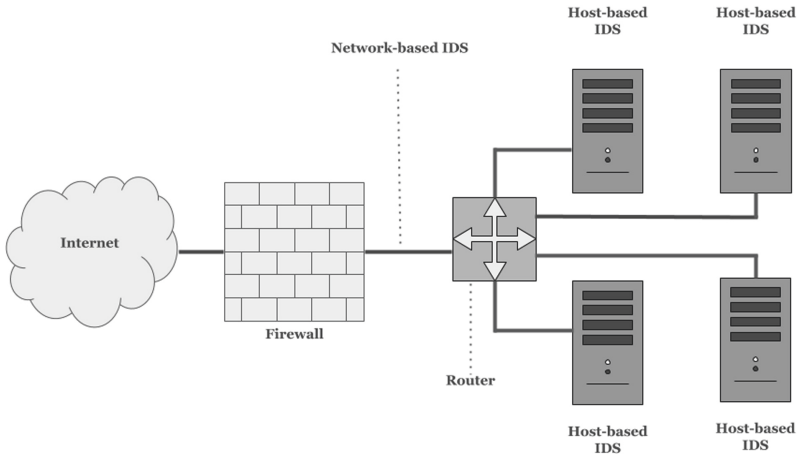 Host-based
IDS
Host-based
IDS
Network-based IDS
Internet
Firewall
Router
Host-based
IDS
Host-based
IDS